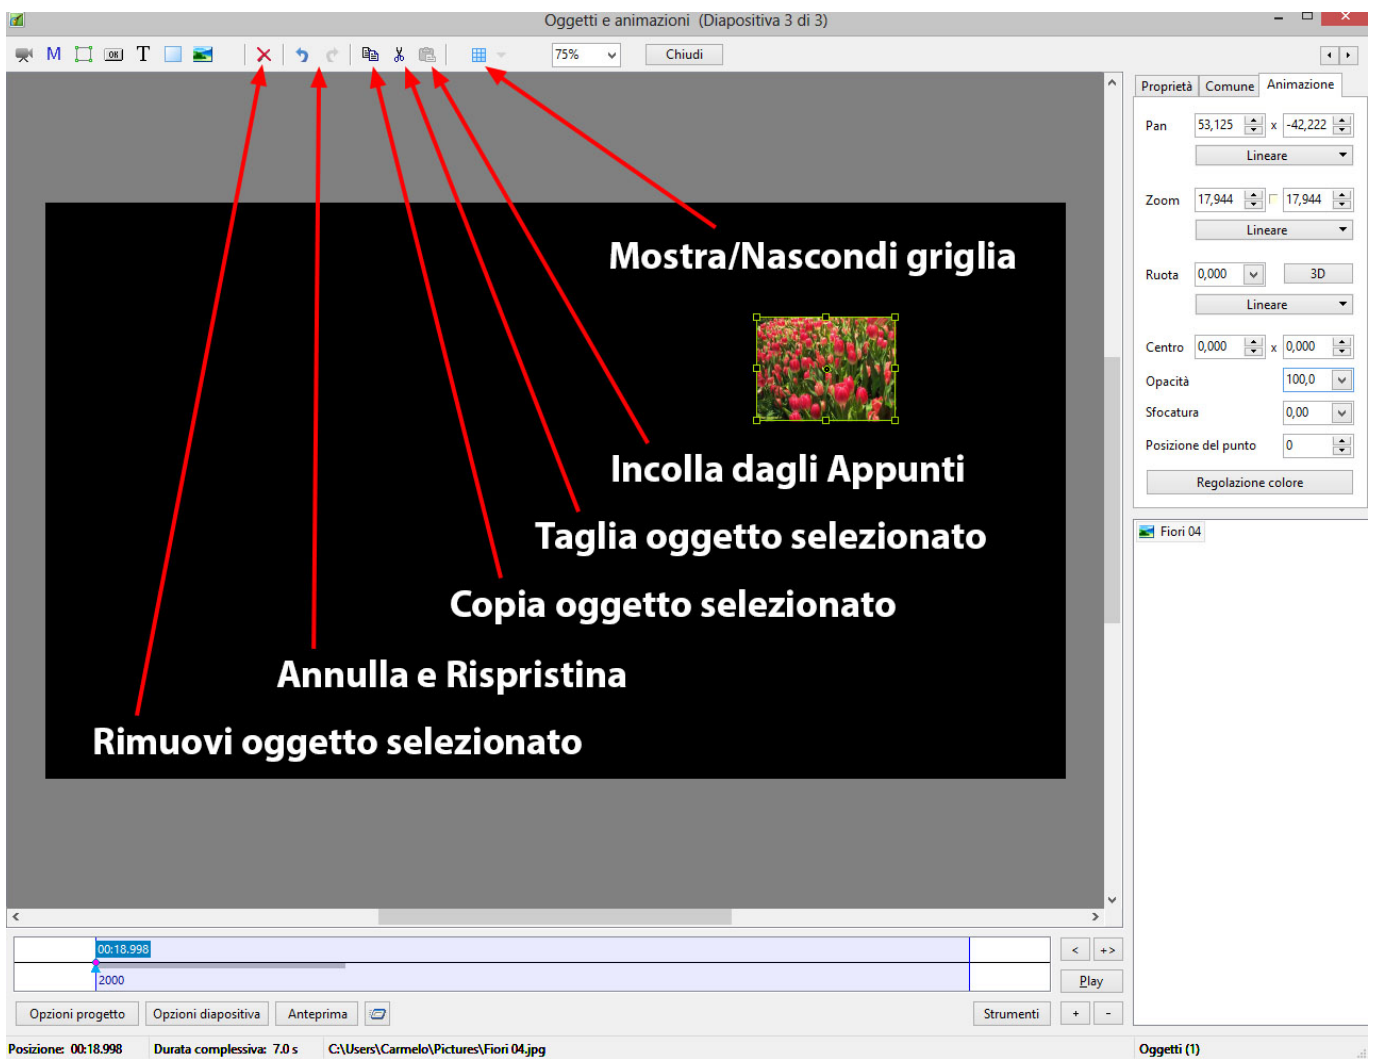 Oggetti e animazioni (Diapositiva 3 di 3)
M OK T 75% Chiudi
Proprietà Comune Animazione
Pan 53,125 x -42,222
Lineare
Zoom 17,944 17,944
Lineare
Ruota 0,000 3D
Lineare
Centro 0,000 x 0,000
Opacità 100,0
Sfocatura 0,00
Posizione del punto 0
Regolazione colore
Fiori 04
Mostra/Nascondi griglia
Incolla dagli Appunti
Taglia oggetto selezionato
Copia oggetto selezionato
Annulla e Rispristina
Rimuovi oggetto selezionato
00:18.998
2000
< +>
Play
Opzioni progetto Opzioni diapositiva Anteprima Strumenti + -
Posizione: 00:18.998 Durata complessiva: 7.0 s C:\Users\Carmelo\Pictures\Fiori 04.jpg Oggetti (1)